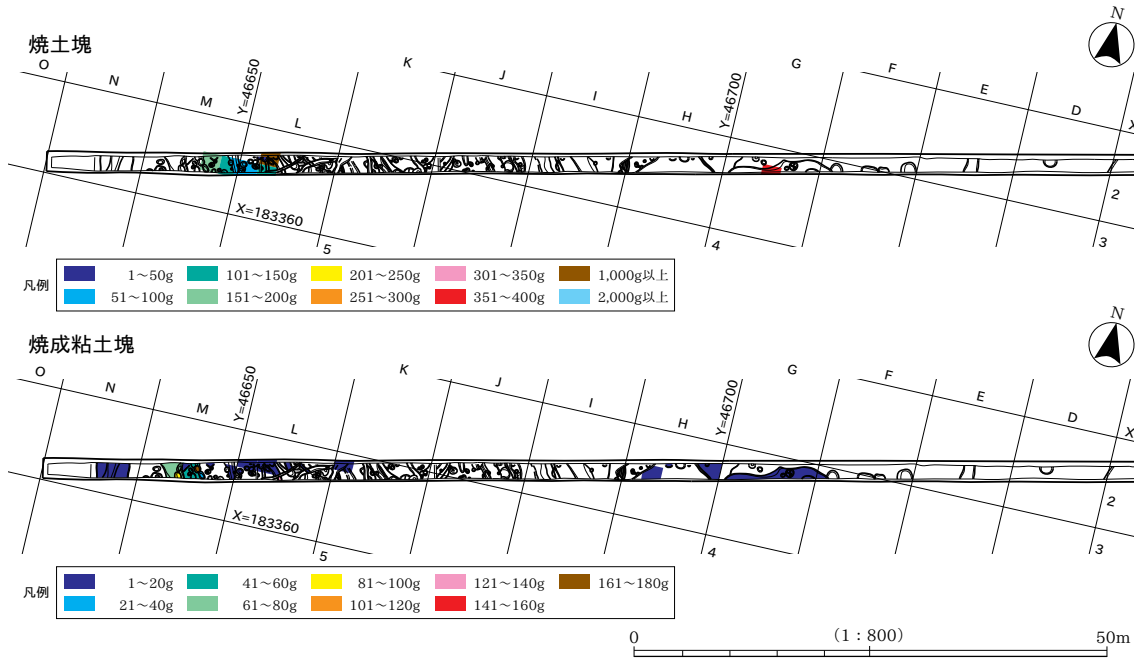 N
焼土塊
O
N
M
Y=46650
L
K
J
I
H
Y=46700
G
F
E
D
X
X=183360
5
4
3
2
凡例
1~50g 101~150g 201~250g 301~350g 1,000g以上
51~100g 151~200g 251~300g 351~400g 2,000g以上
N
焼成粘土塊
O
N
M
Y=46650
L
K
J
I
H
Y=46700
G
F
E
D
X
X=183360
5
4
3
2
凡例
1~20g 41~60g 81~100g 121~140g 161~180g
21~40g 61~80g 101~120g 141~160g
0 (1:800) 50m